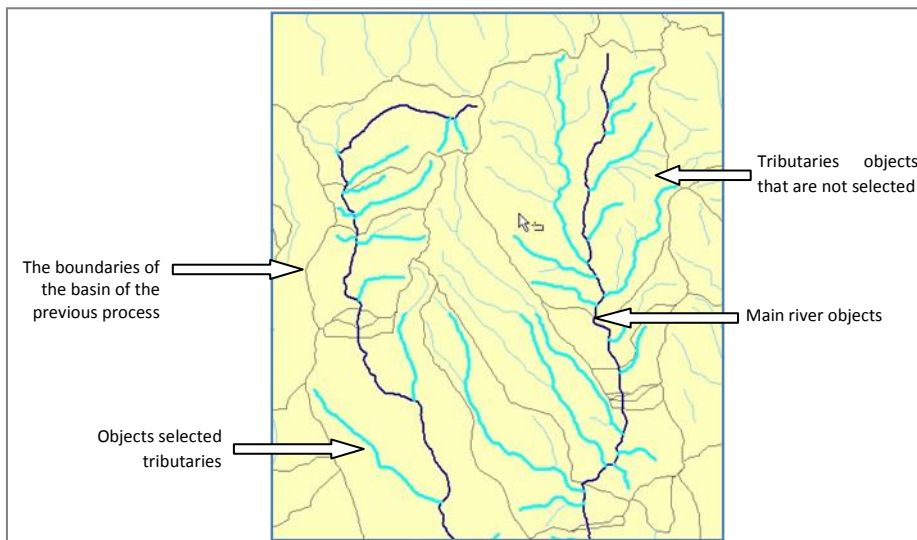 Tributaries objects
that are not selected
The boundaries of
the basin of the
previous process
Main river objects
Objects selected
tributaries